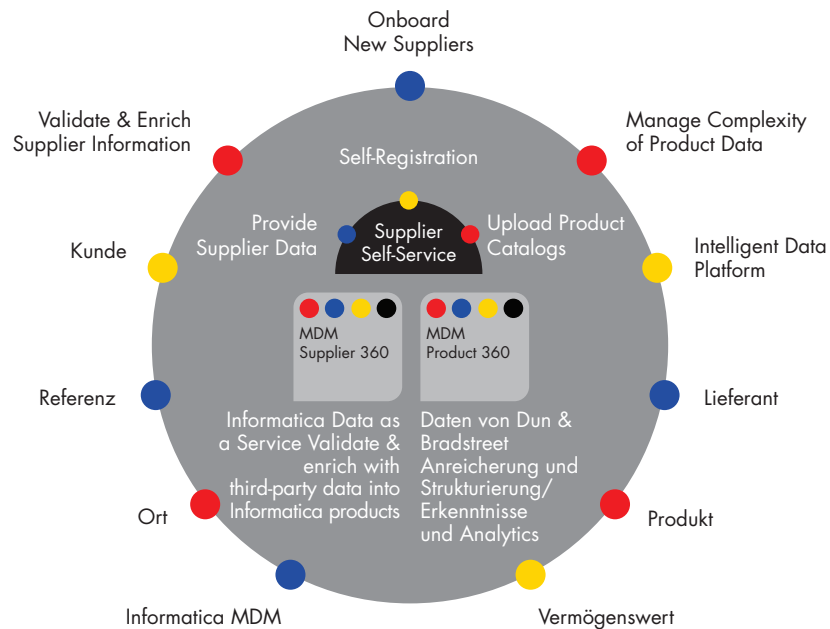 Onboard
New Suppliers
Validate & Enrich
Supplier Information
Manage Complexity
of Product Data
Self-Registration
Provide
Supplier Data
Supplier
Self-Service
Upload Product
Catalogs
Kunde
Intelligent Data
Platform
MDM
Supplier 360
MDM
Product 360
Referenz
Lieferant
Informatica Data as
a Service Validate &
enrich with
third-party data into
Informatica products
Daten von Dun &
Bradstreet
Anreicherung und
Strukturierung/
Erkenntnisse
und Analytics
Ort
Produkt
Informatica MDM
Vermögenswert